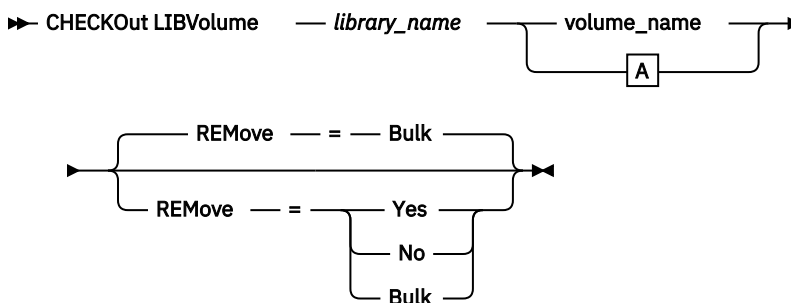 CHECKOut LIBVolume library_name volume_name
A
REMove = Bulk
REMove = Yes
No
Bulk